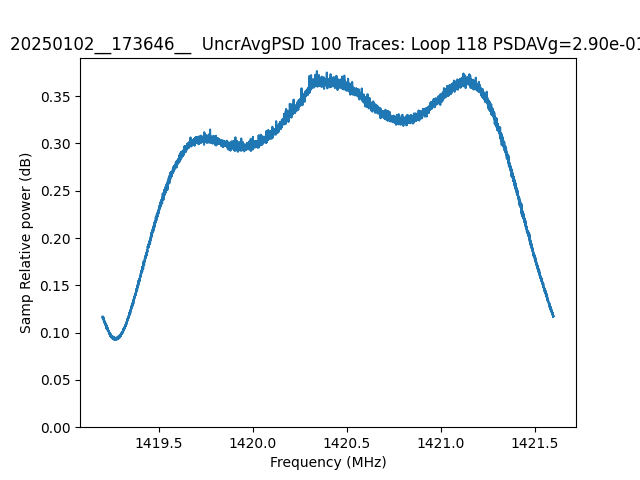 20250102__173646__ UncrAvgPSD 100 Traces: Loop 118 PSDAVg=2.90e-01
0.35
0.30
0.25
0.20
0.15
0.10
0.05
0.00
Samp Relative power (dB)
1419.5 1420.0 1420.5 1421.0 1421.5
Frequency (MHz)